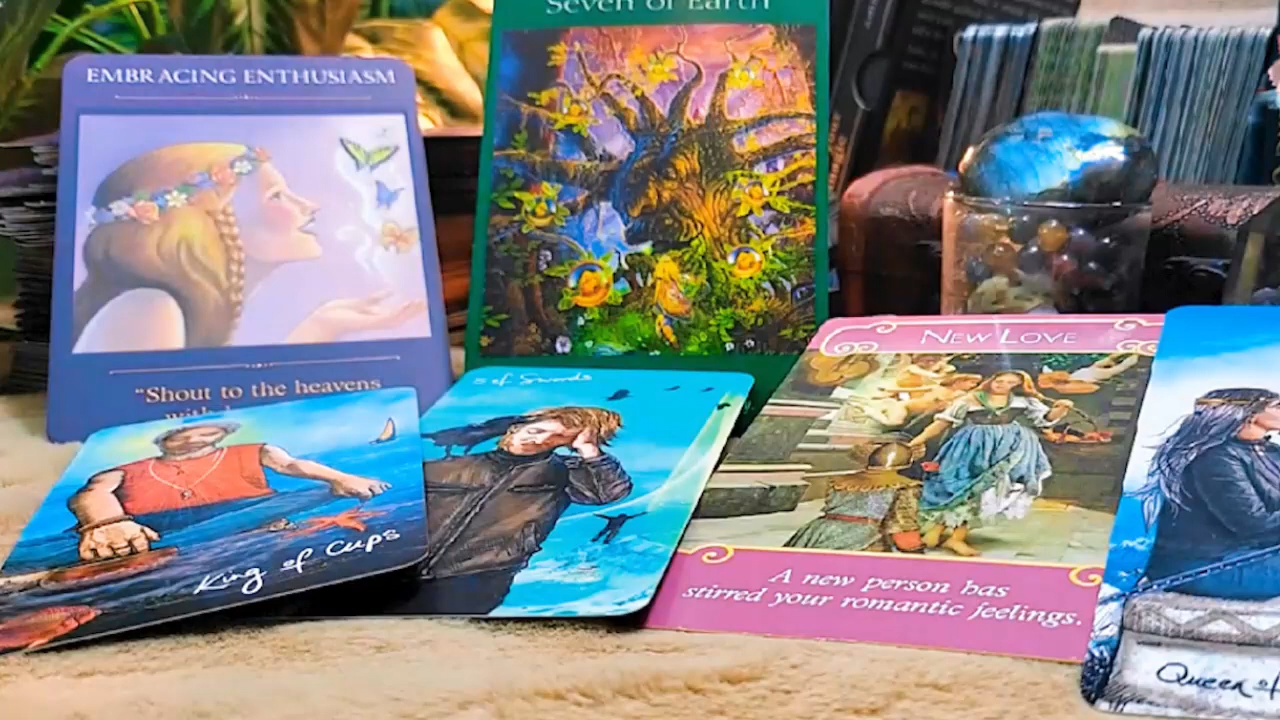 Seven of Earth
EMBRACING ENTHUSIASM
"Shout to the heavens
NEW LOVE
5 of Swords
King of Cups
A new person has
stirred your romantic feelings.
Queen of